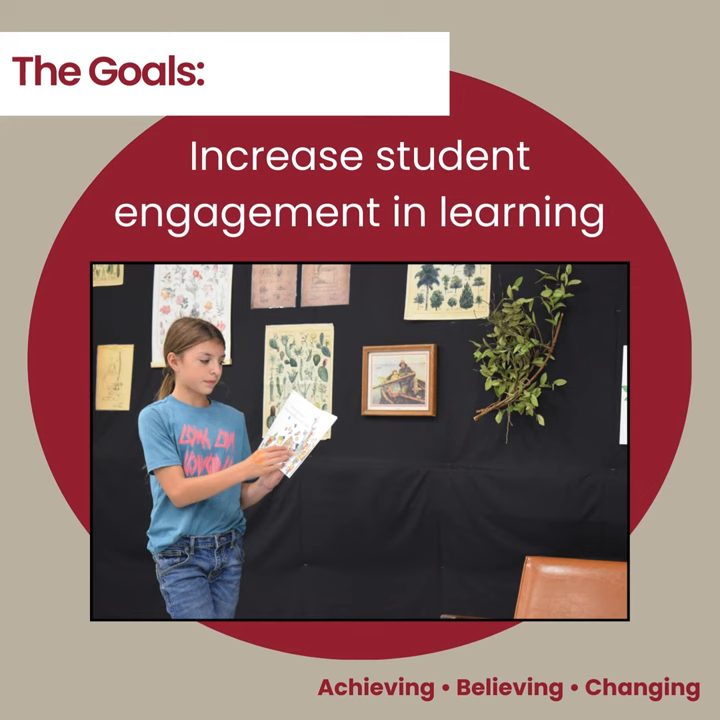 The Goals:
Increase student
engagement in learning
Achieving • Believing • Changing